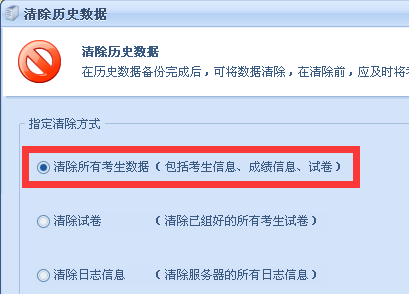 清除历史数据
清除历史数据
在历史数据备份完成后，可将数据清除，在清除前，应及时将
指定清除方式
清除所有考生数据（包括考生信息、成绩信息、试卷）
清除试卷 （清除已组好的所有考生试卷）
清除日志信息 （清除服务器的所有日志信息）